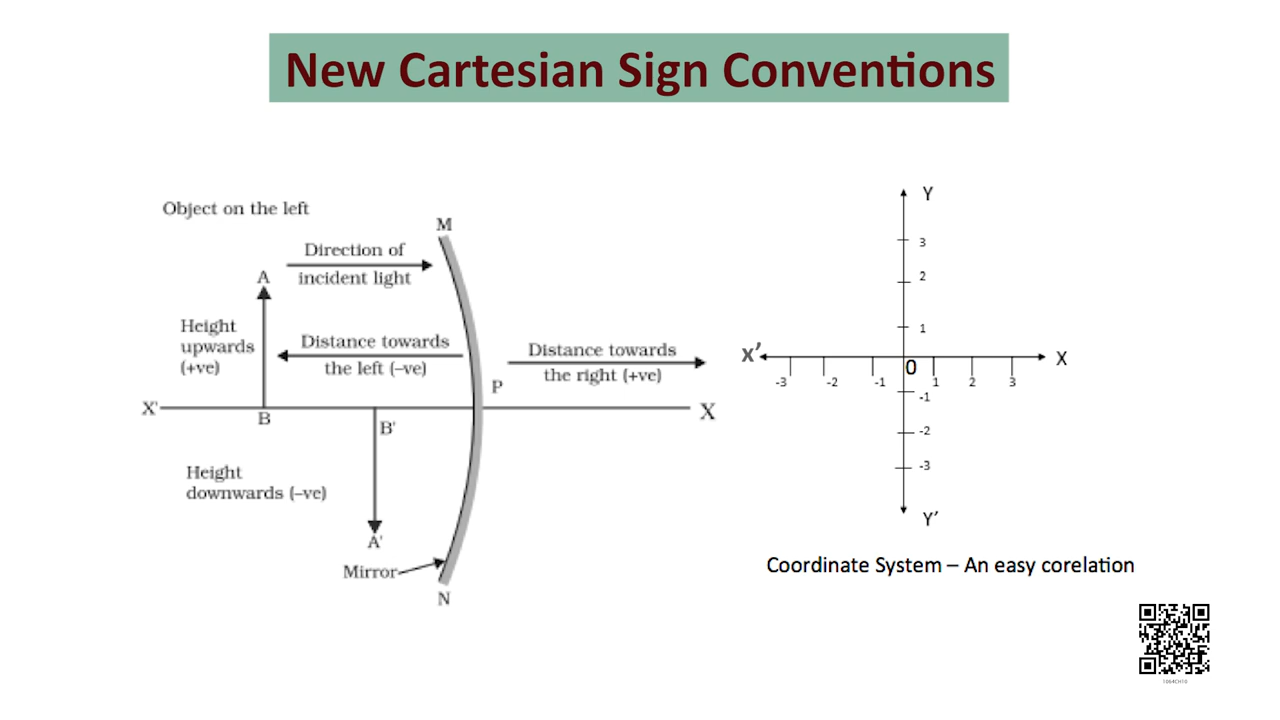 New Cartesian Sign Conventions
Object on the left
M
Direction of
incident light
A
Height
upwards
(+ve)
Distance towards
the left (–ve)
Distance towards
the right (+ve)
P
X'
B
B'
X
Height
downwards (–ve)
A'
Mirror
N
Y
3
2
1
X'
0
X
-3
-2
-1
1
2
3
-1
-2
-3
Y'
Coordinate System – An easy corelation
1064CH10